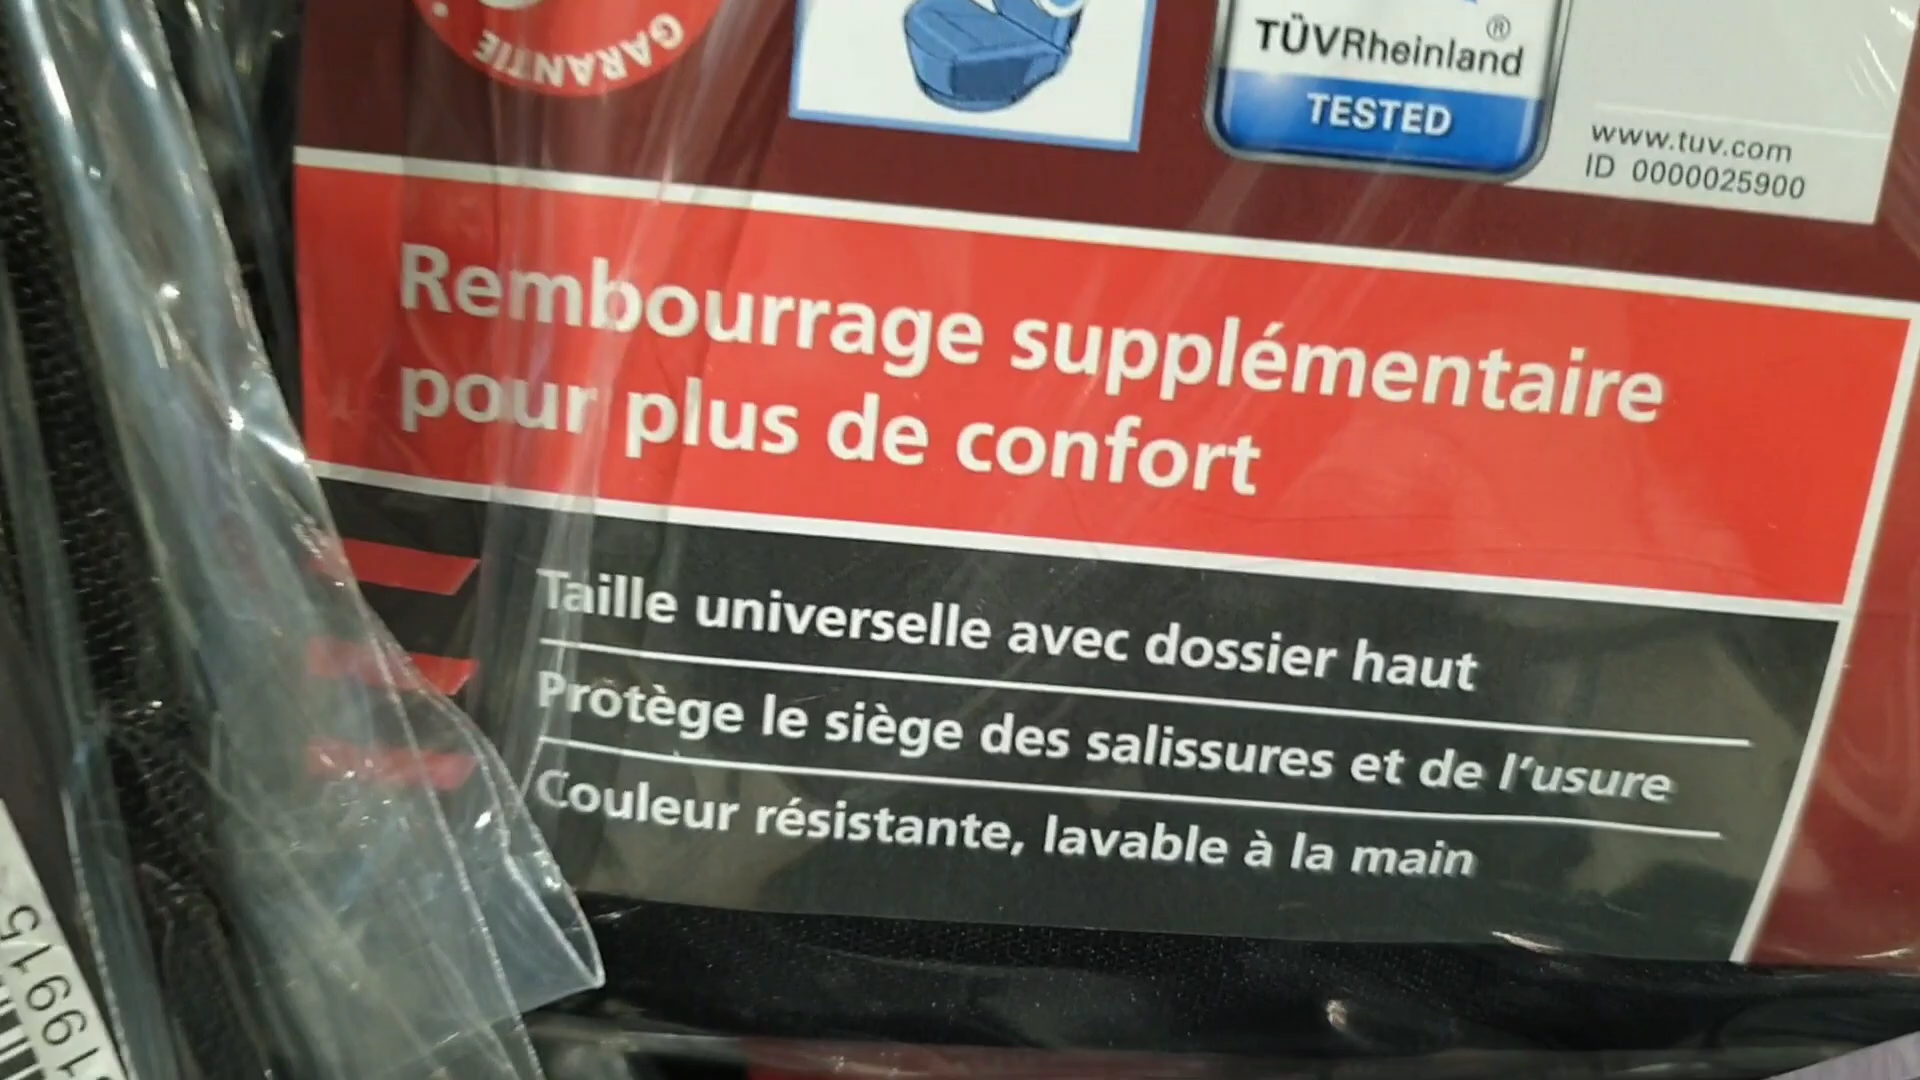 GARANTIE
TÜVRheinland®
TESTED
www.tuv.com
ID 0000025900
Rembourrage supplémentaire
pour plus de confort
Taille universelle avec dossier haut
Protège le siège des salissures et de l'usure
Couleur résistante, lavable à la main